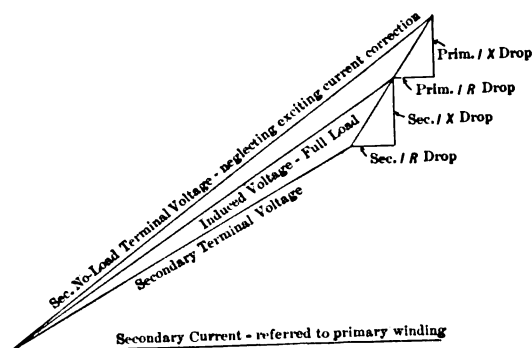 Prim. I X Drop
Prim. I R Drop
Sec. I X Drop
Sec. I R Drop
Sec. No-Load Terminal Voltage - neglecting exciting current correction
Induced Voltage - Full Load
Secondary Terminal Voltage
Secondary Current - referred to primary winding